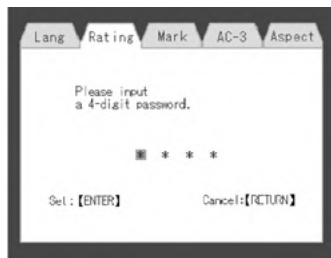 Lang Rating Mark AC-3 Aspect
Please input
a 4-digit password.
* * * *
Sel:【ENTER】 Cancel:【RETURN】